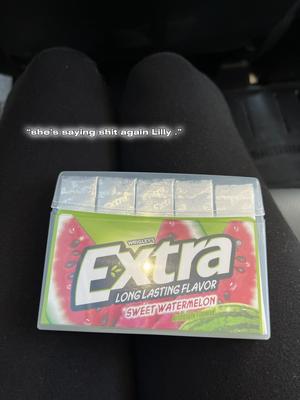 "she's saying shit again Lilly ."
WRIGLEY'S
Extra
LONG LASTING FLAVOR
SWEET WATERMELON